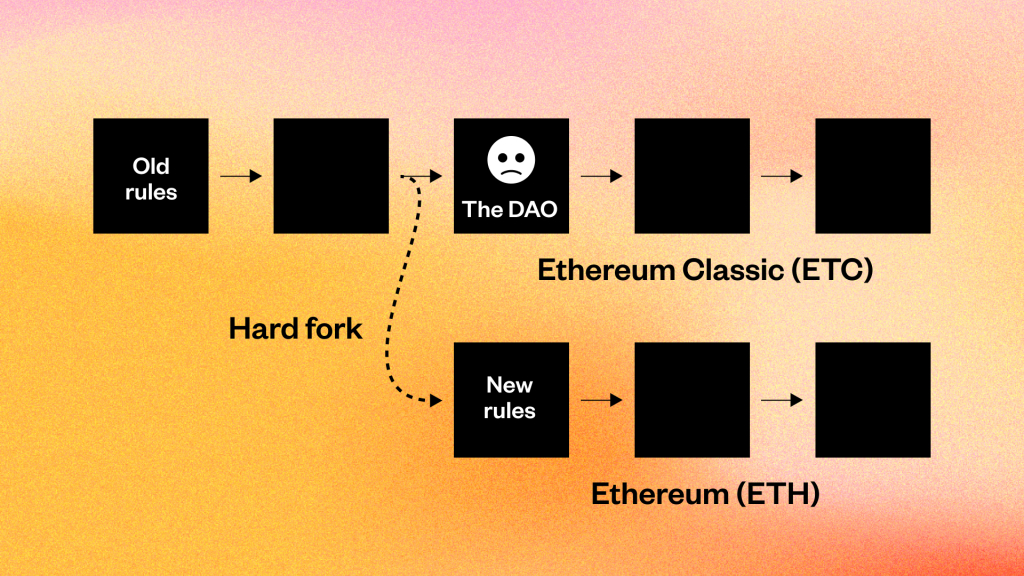 Old
rules
The DAO
Ethereum Classic (ETC)
Hard fork
New
rules
Ethereum (ETH)